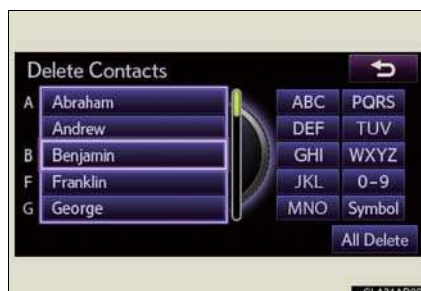 Delete Contacts
A Abraham
Andrew
B Benjamin
F Franklin
G George
ABC PQRS
DEF TUV
GHI WXYZ
JKL 0-9
MNO Symbol
All Delete